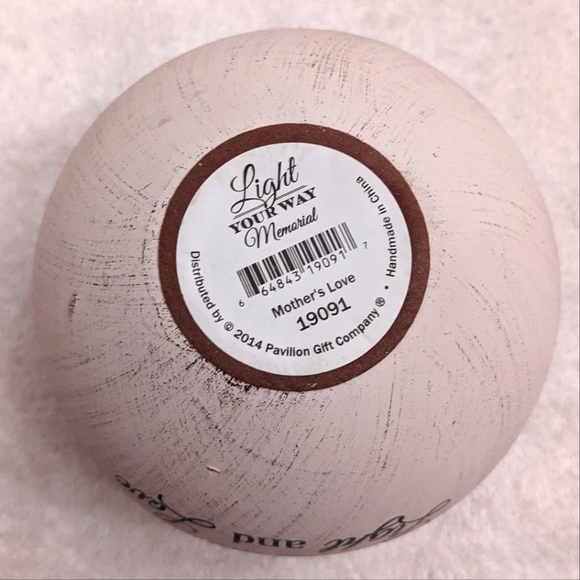 Light
YOUR WAY
Memorial
6 64843 19091 7
Mother's Love
19091
Distributed by © 2014 Pavilion Gift Company ® • Handmade in China
Light and Love